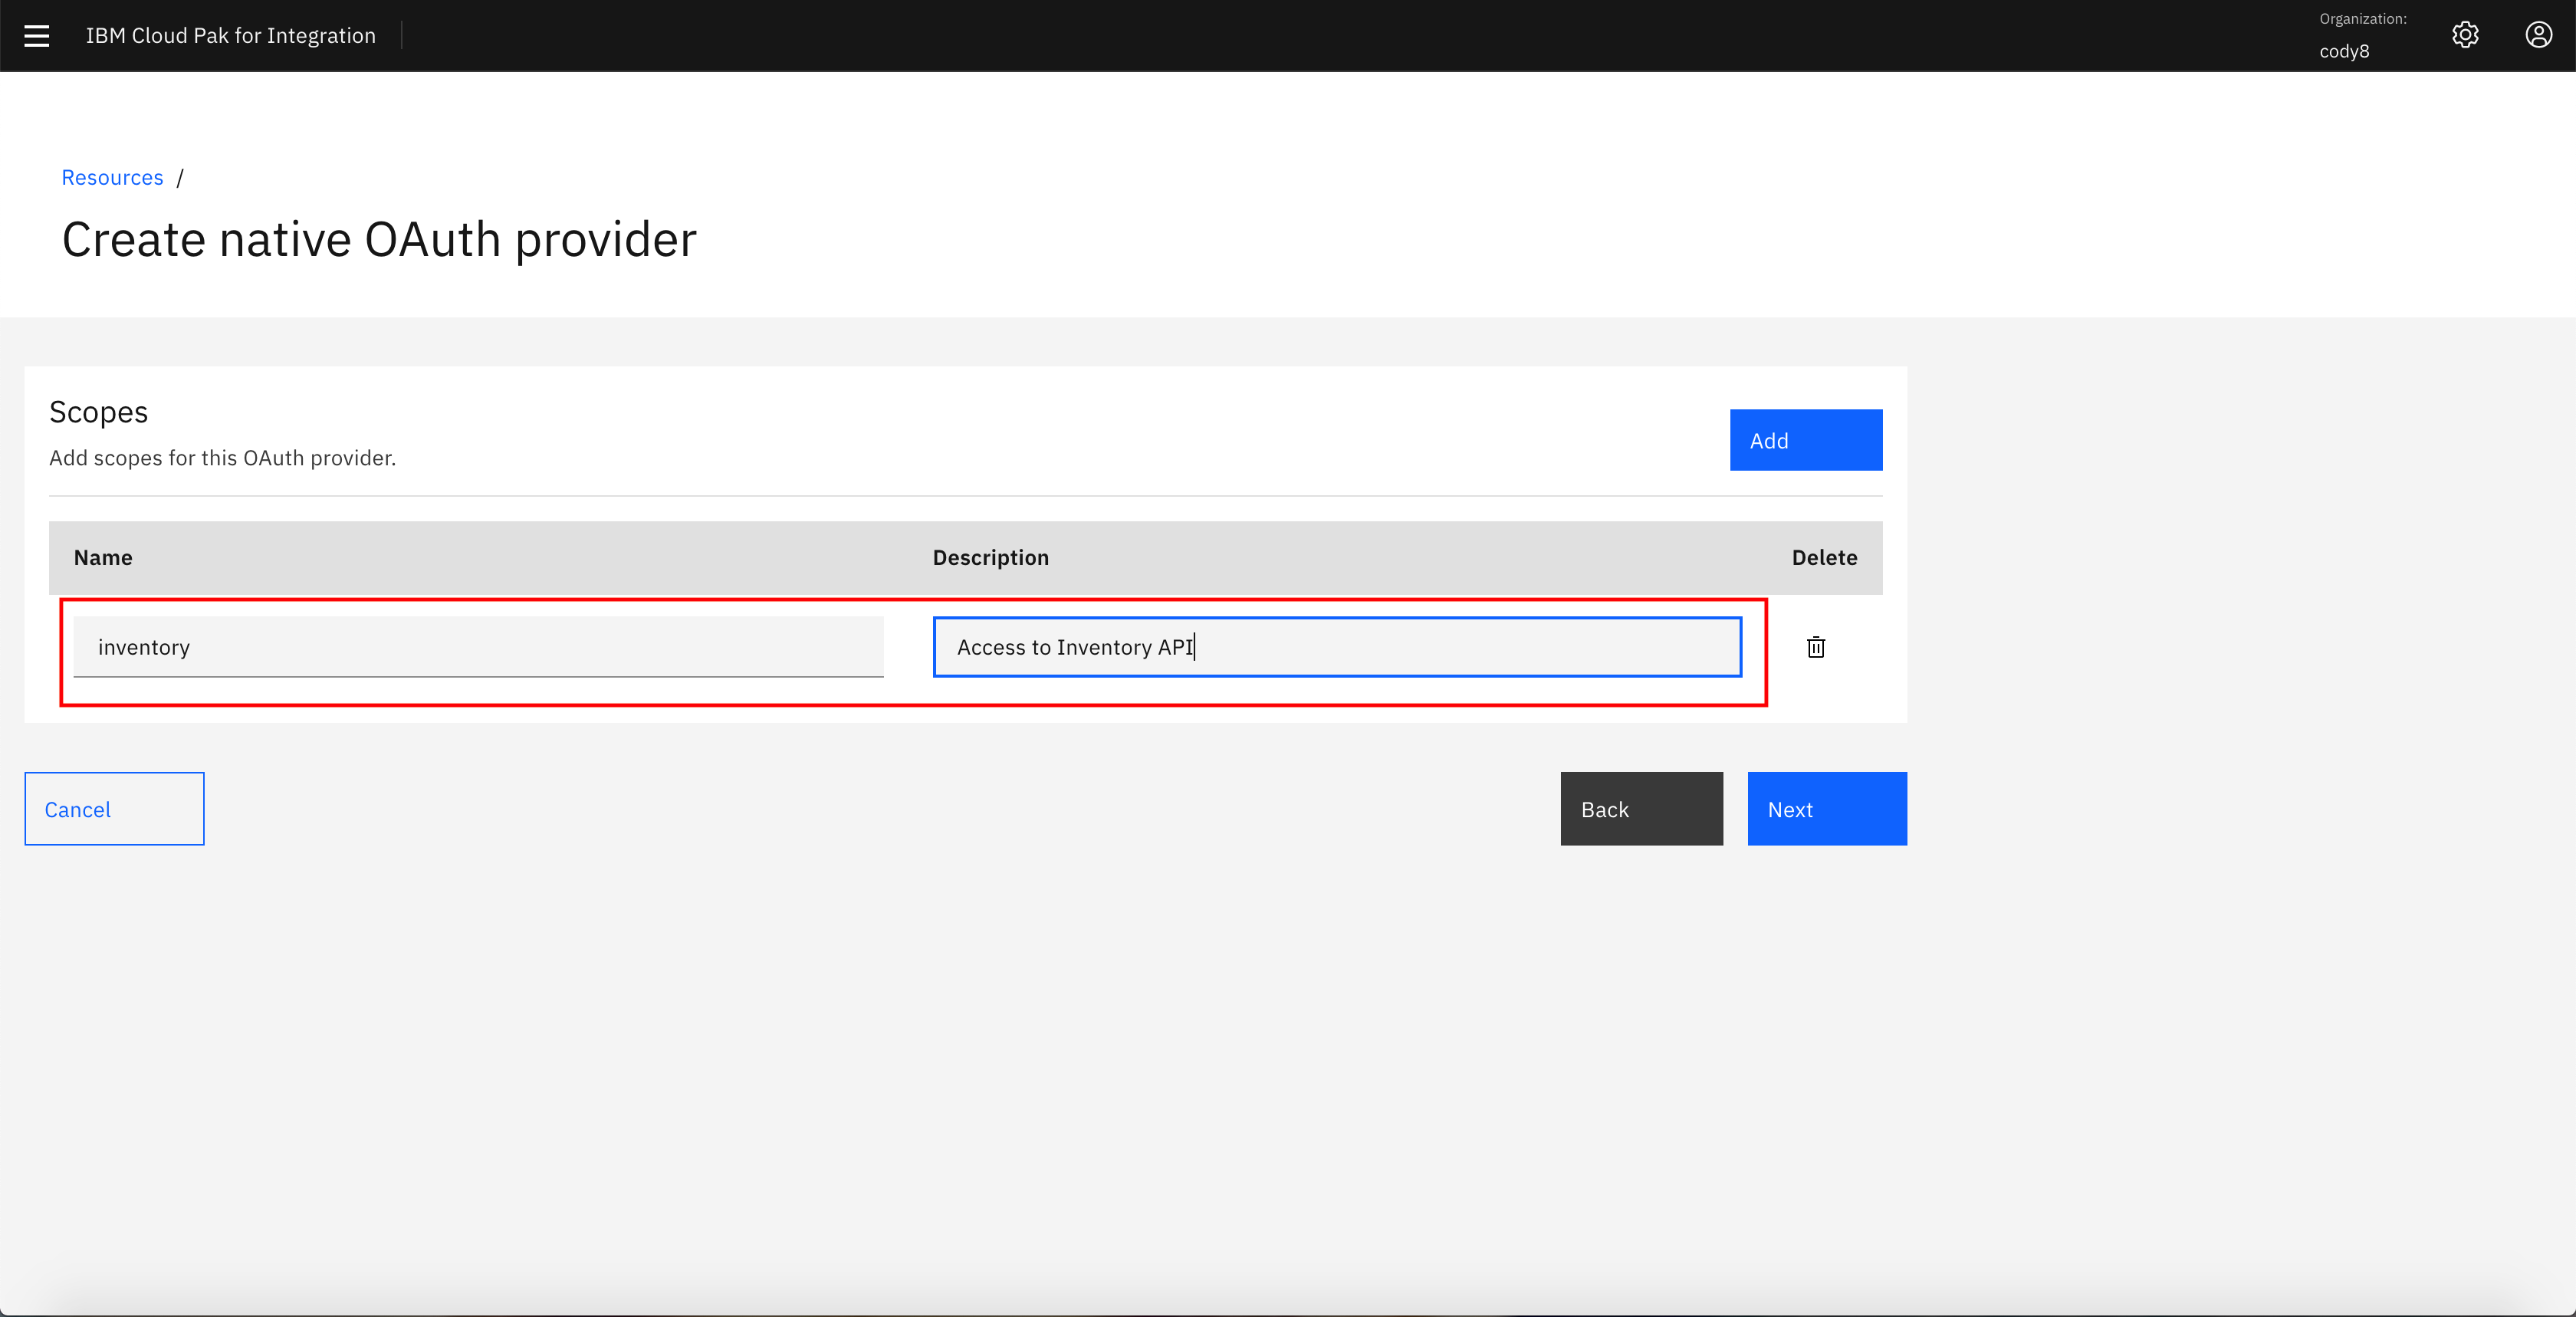 IBM Cloud Pak for Integration
Organization:
cody8
Resources /
Create native OAuth provider
Scopes
Add scopes for this OAuth provider.
Add
Name Description Delete
inventory Access to Inventory API
Cancel Back Next